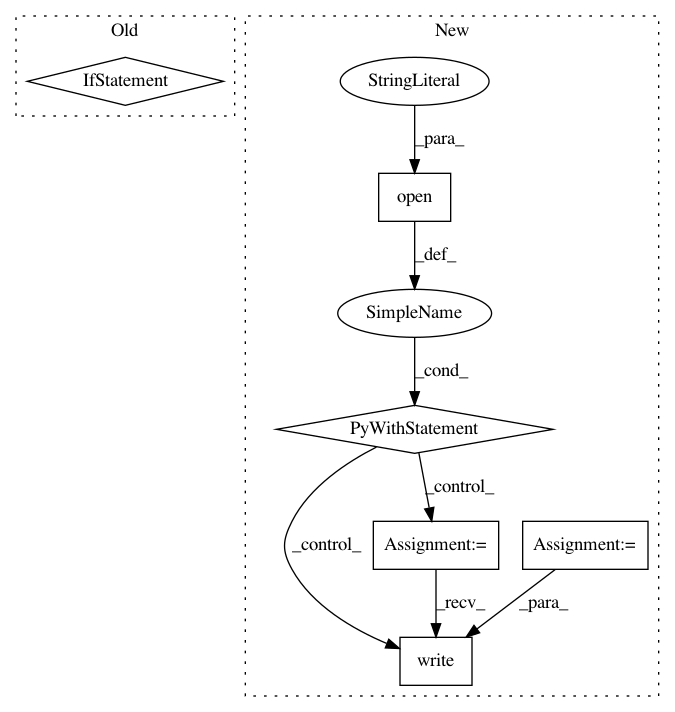 Old
New
IfStatement
StringLiteral
_para_
open
_def_
SimpleName
_cond_
PyWithStatement
_control_
_control_
Assignment:=
Assignment:=
_recv_
_para_
write